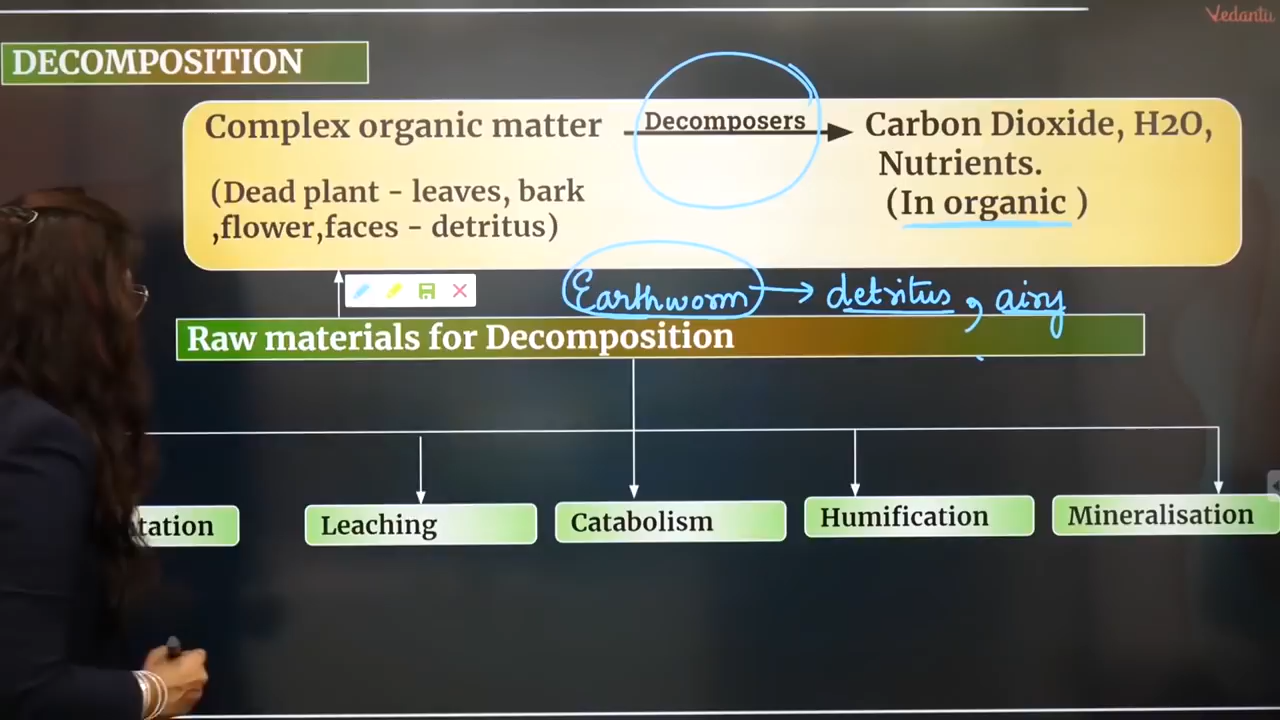 Vedantu
DECOMPOSITION
Complex organic matter
Decomposers
Carbon Dioxide, H2O,
Nutrients.
(In organic )
(Dead plant - leaves, bark
,flower,faces - detritus)
Earthworm → detritus, airy
Raw materials for Decomposition
tation
Leaching
Catabolism
Humification
Mineralisation